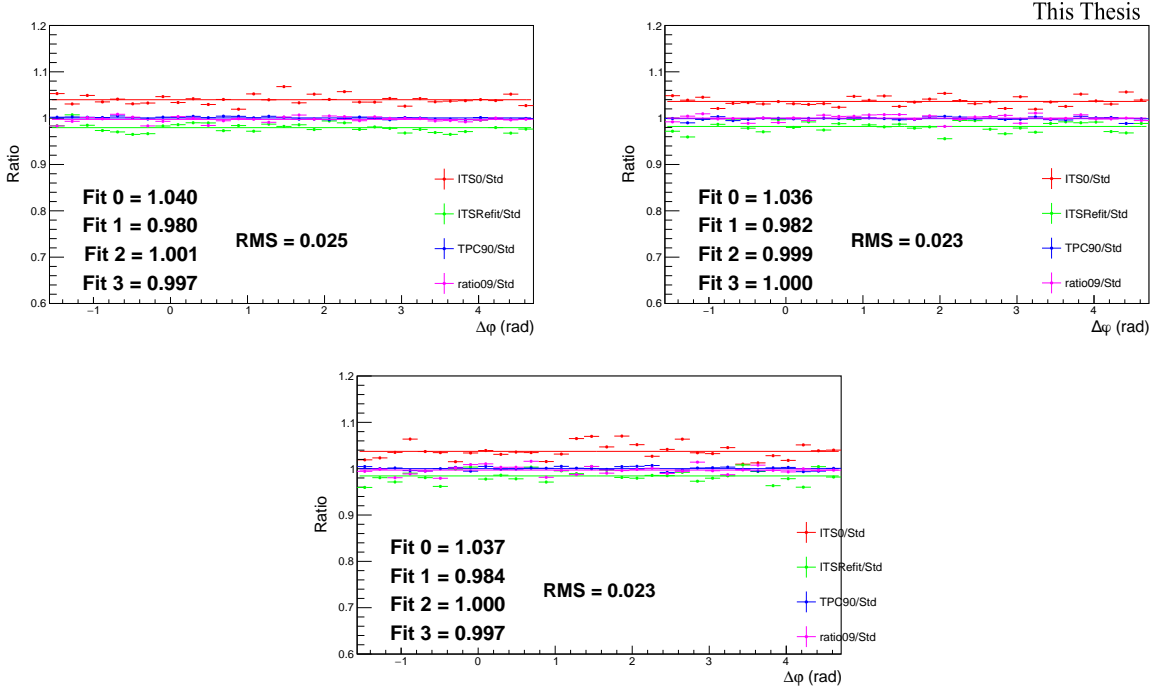 This Thesis
1.2
1.1
1
0.9
0.8
0.7
0.6
Ratio
ITS0/Std
ITSRefit/Std
TPC90/Std
ratio09/Std
Fit 0 = 1.040
Fit 1 = 0.980
Fit 2 = 1.001
Fit 3 = 0.997
RMS = 0.025
−1 0 1 2 3 4
Δφ (rad)
1.2
1.1
1
0.9
0.8
0.7
0.6
Ratio
ITS0/Std
ITSRefit/Std
TPC90/Std
ratio09/Std
Fit 0 = 1.036
Fit 1 = 0.982
Fit 2 = 0.999
Fit 3 = 1.000
RMS = 0.023
−1 0 1 2 3 4
Δφ (rad)
1.2
1.1
1
0.9
0.8
0.7
0.6
Ratio
ITS0/Std
ITSRefit/Std
TPC90/Std
ratio09/Std
Fit 0 = 1.037
Fit 1 = 0.984
Fit 2 = 1.000
Fit 3 = 0.997
RMS = 0.023
−1 0 1 2 3 4
Δφ (rad)